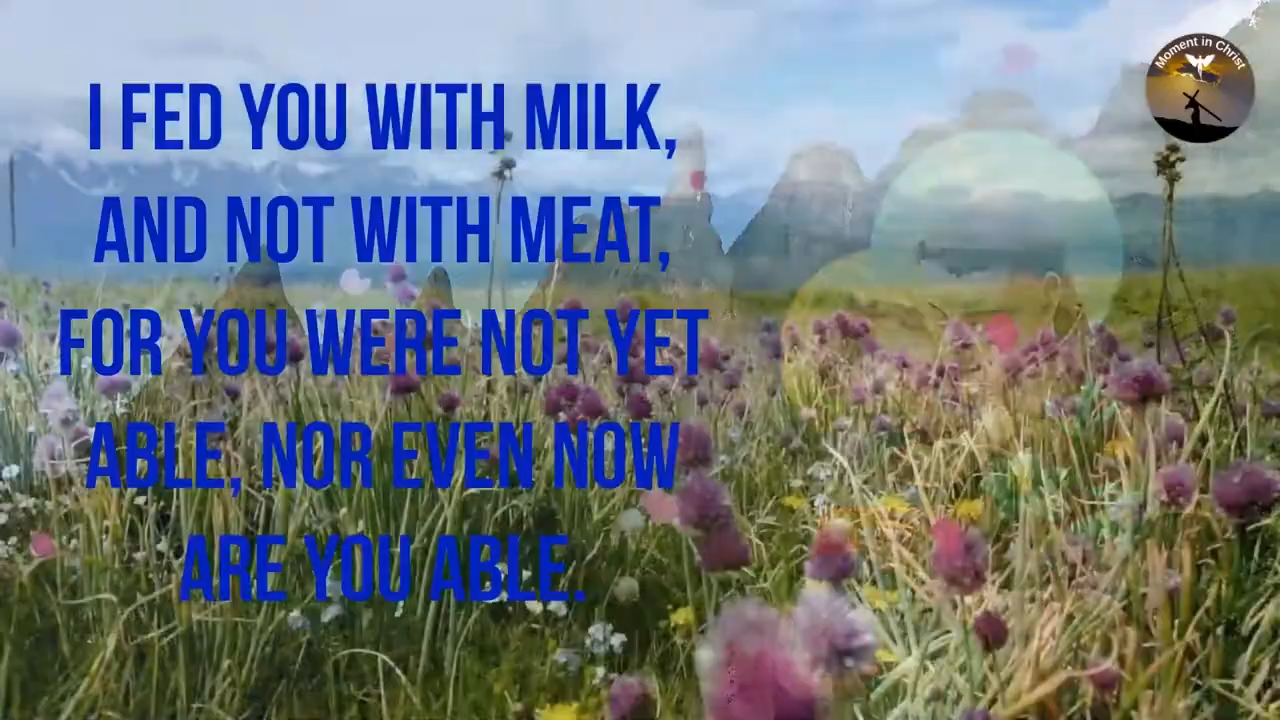 Moment in Christ
I FED YOU WITH MILK,
AND NOT WITH MEAT,
FOR YOU WERE NOT YET
ABLE, NOR EVEN NOW
ARE YOU ABLE.